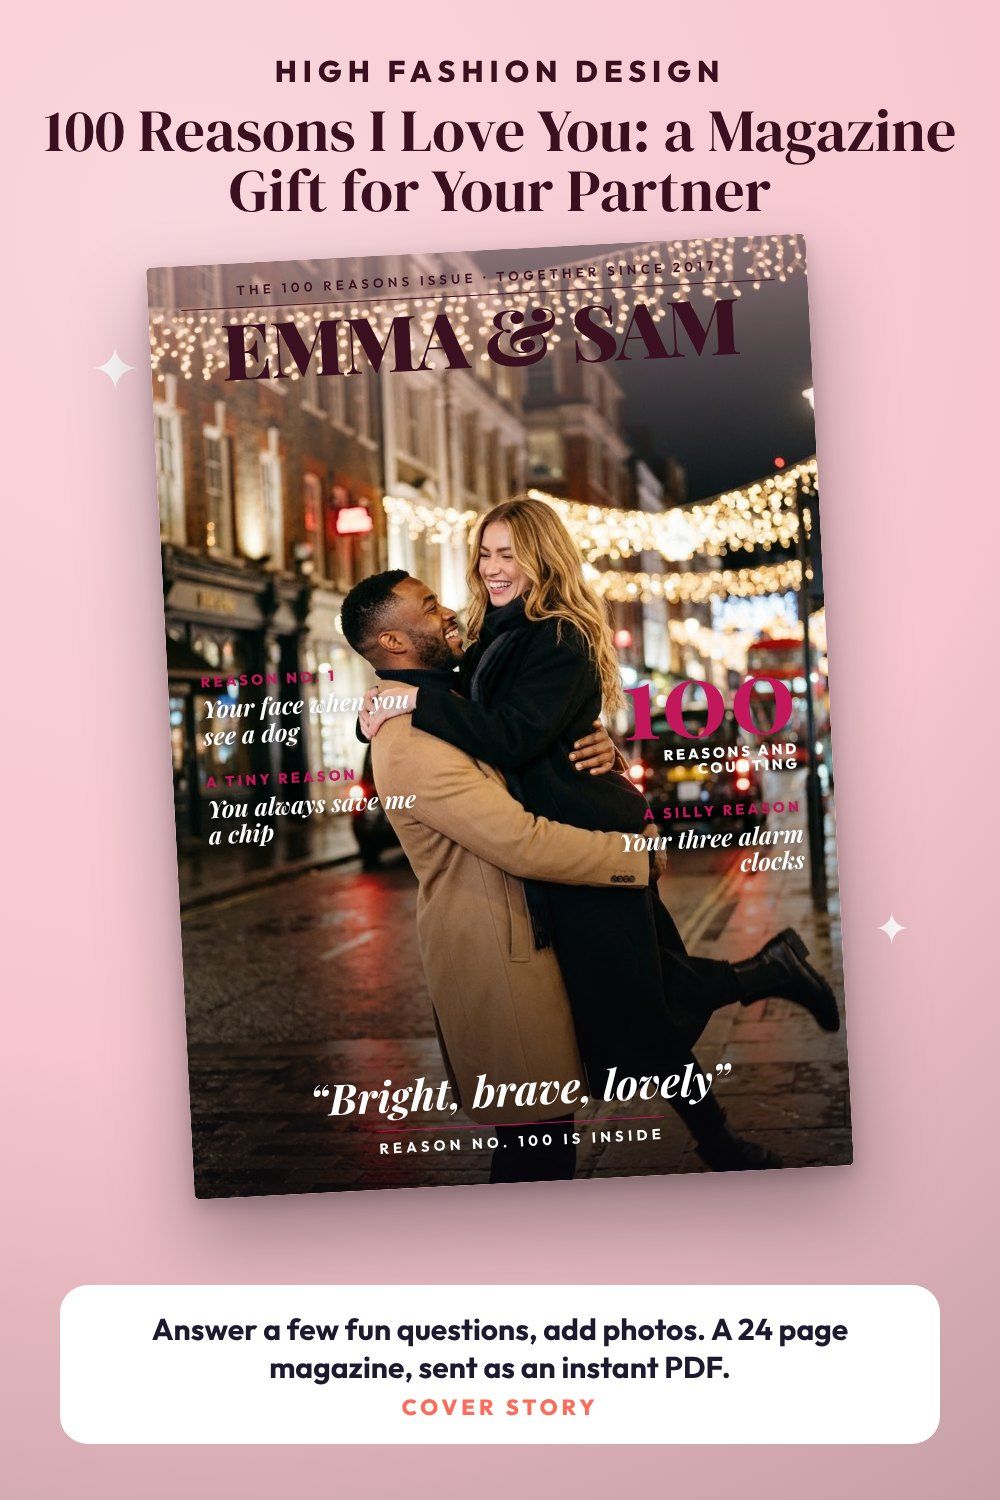 HIGH FASHION DESIGN
100 Reasons I Love You: a Magazine
Gift for Your Partner
THE 100 REASONS ISSUE · TOGETHER SINCE 2017
EMMA & SAM
REASON NO. 1
Your face when you
see a dog
A TINY REASON
You always save me
a chip
100
REASONS AND
COUNTING
A SILLY REASON
Your three alarm
clocks
“Bright, brave, lovely”
REASON NO. 100 IS INSIDE
Answer a few fun questions, add photos. A 24 page
magazine, sent as an instant PDF.
COVER STORY